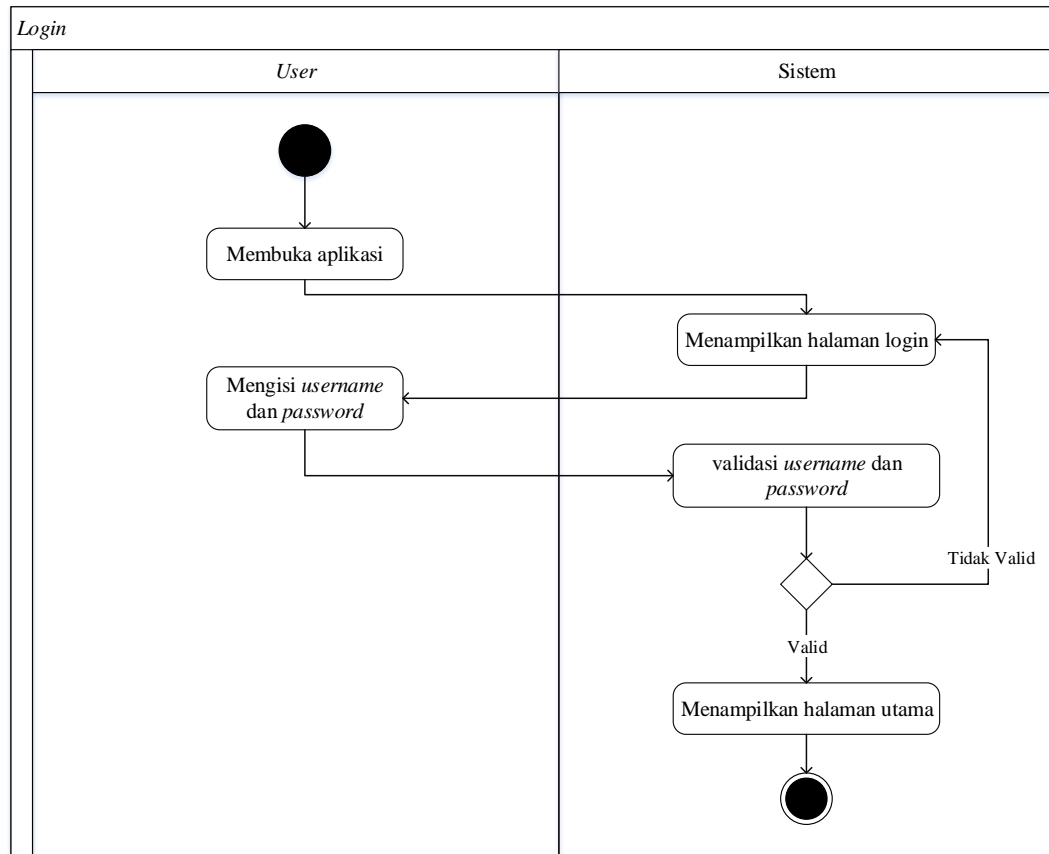 Login
User
Sistem
Membuka aplikasi
Menampilkan halaman login
Mengisi username
dan password
validasi username dan
password
Tidak Valid
Valid
Menampilkan halaman utama